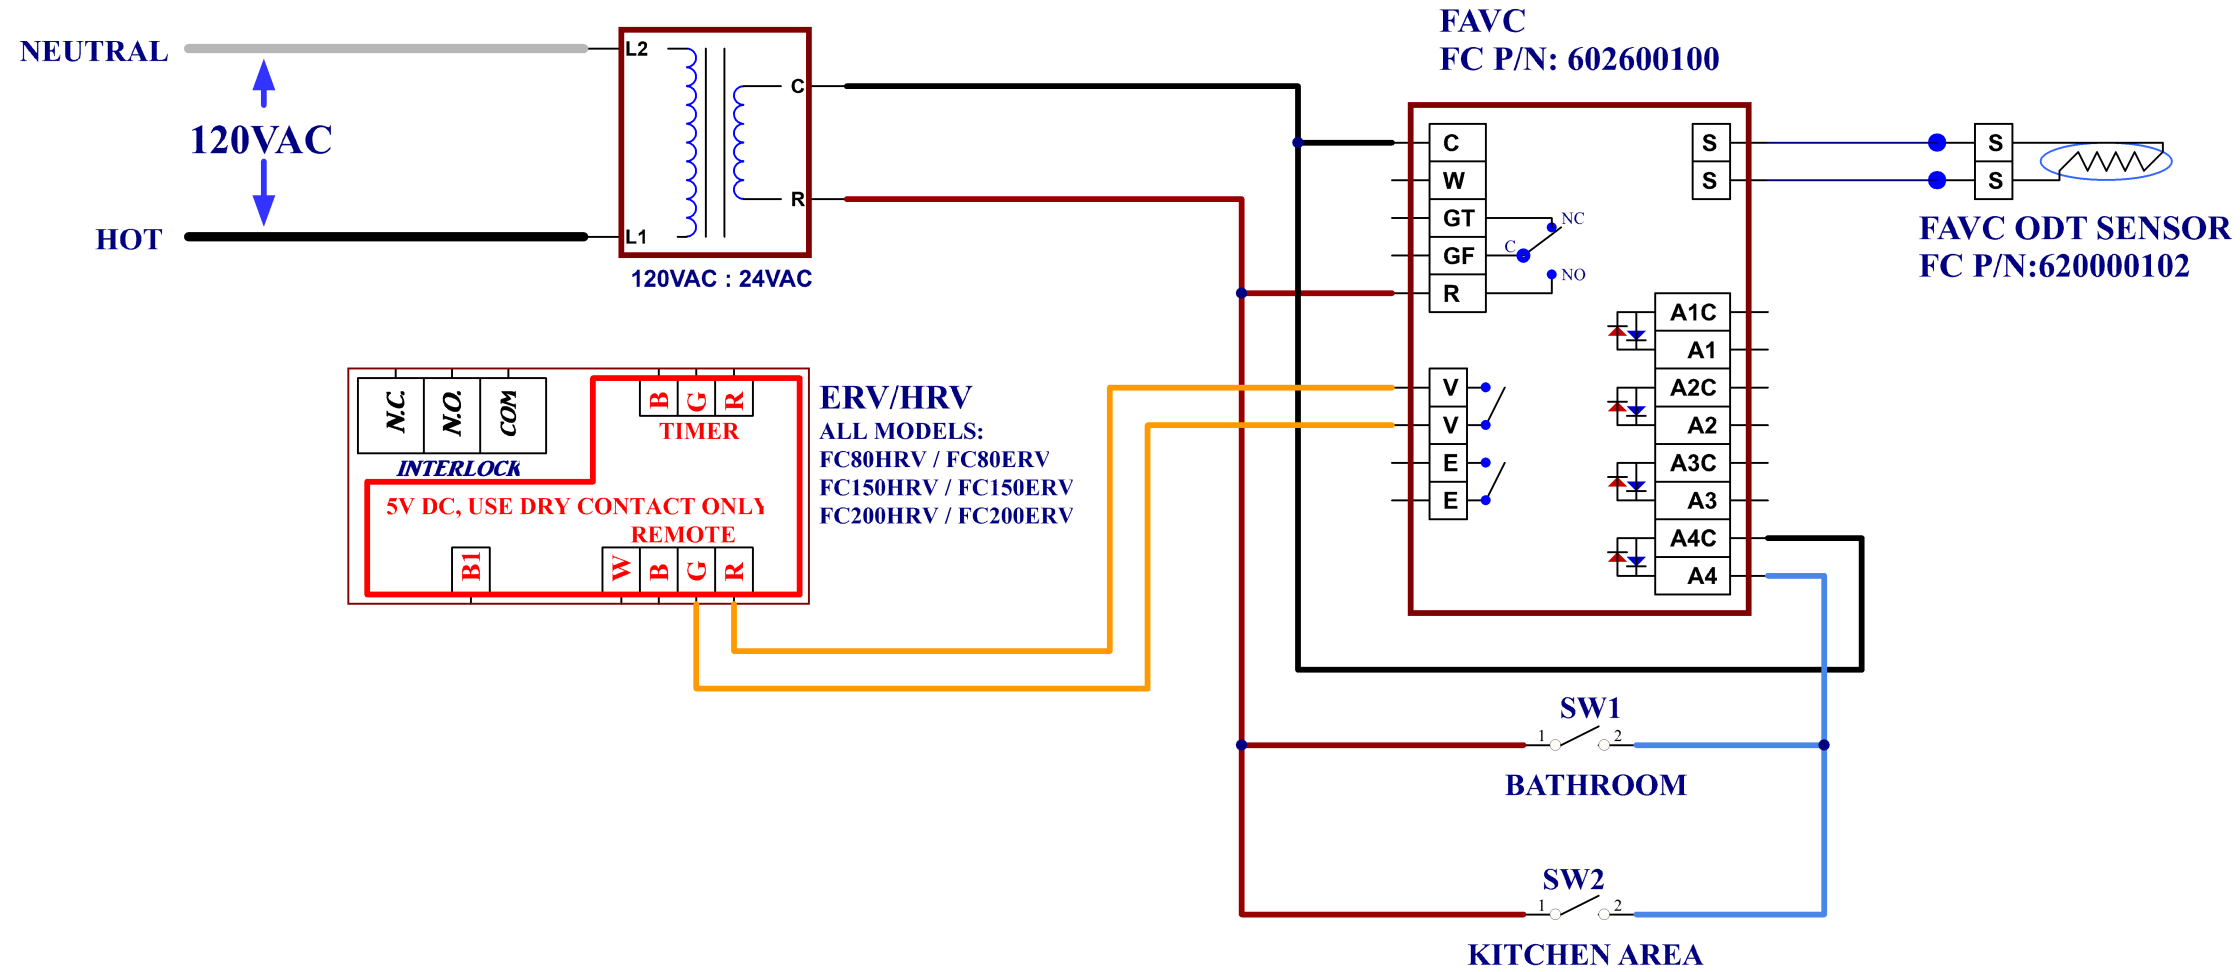 NEUTRAL
120VAC
HOT
L2
L1
C
R
120VAC : 24VAC
FAVC
FC P/N: 602600100
C
W
GT
GF
R
NC
C
NO
V
V
E
E
S
S
A1C
A1
A2C
A2
A3C
A3
A4C
A4
S
S
FAVC ODT SENSOR
FC P/N:620000102
N.C.
N.O.
COM
INTERLOCK
B
G
R
TIMER
5V DC, USE DRY CONTACT ONLY
REMOTE
B1
W
B
G
R
ERV/HRV
ALL MODELS:
FC80HRV / FC80ERV
FC150HRV / FC150ERV
FC200HRV / FC200ERV
SW1
1
2
BATHROOM
SW2
1
2
KITCHEN AREA